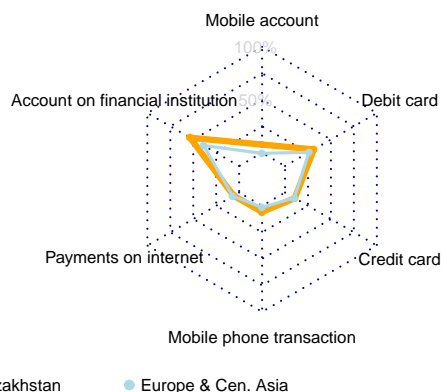 Mobile account
100%
Account on financial institution 50% Debit card
Payments on internet Credit card
Mobile phone transaction
zakhstan Europe & Cen. Asia